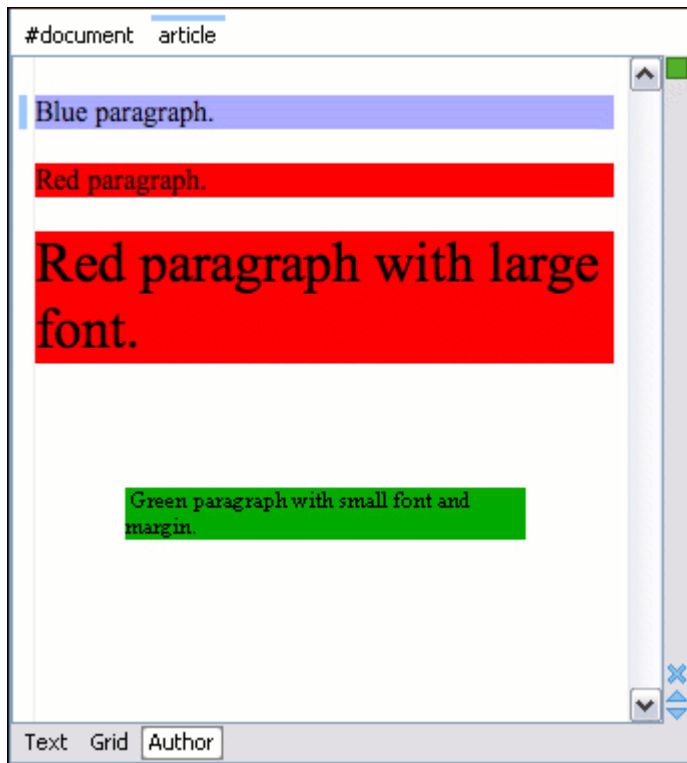 #document article
Blue paragraph.
Red paragraph.
Red paragraph with large
font.
Green paragraph with small font and
margin.
Text Grid Author